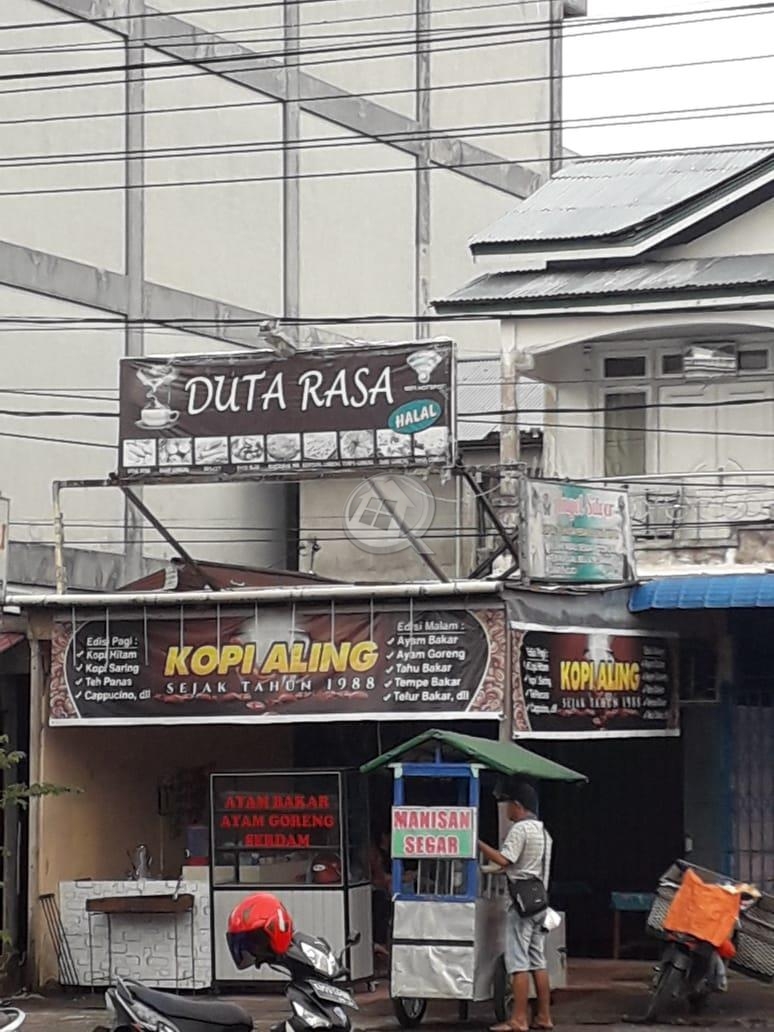 DUTA RASA
HALAL
Edisi Pagi :
Kopi Hitam
Kopi Saring
Teh Panas
Cappucino, dll
KOPI ALING
SEJAK TAHUN 1988
Edisi Malam :
Ayam Bakar
Ayam Goreng
Tahu Bakar
Tempe Bakar
Telur Bakar, dll
KOPI ALING
SEJAK TAHUN 1988
AYAM BAKAR
AYAM GORENG
SERDAM
MANISAN
SEGAR